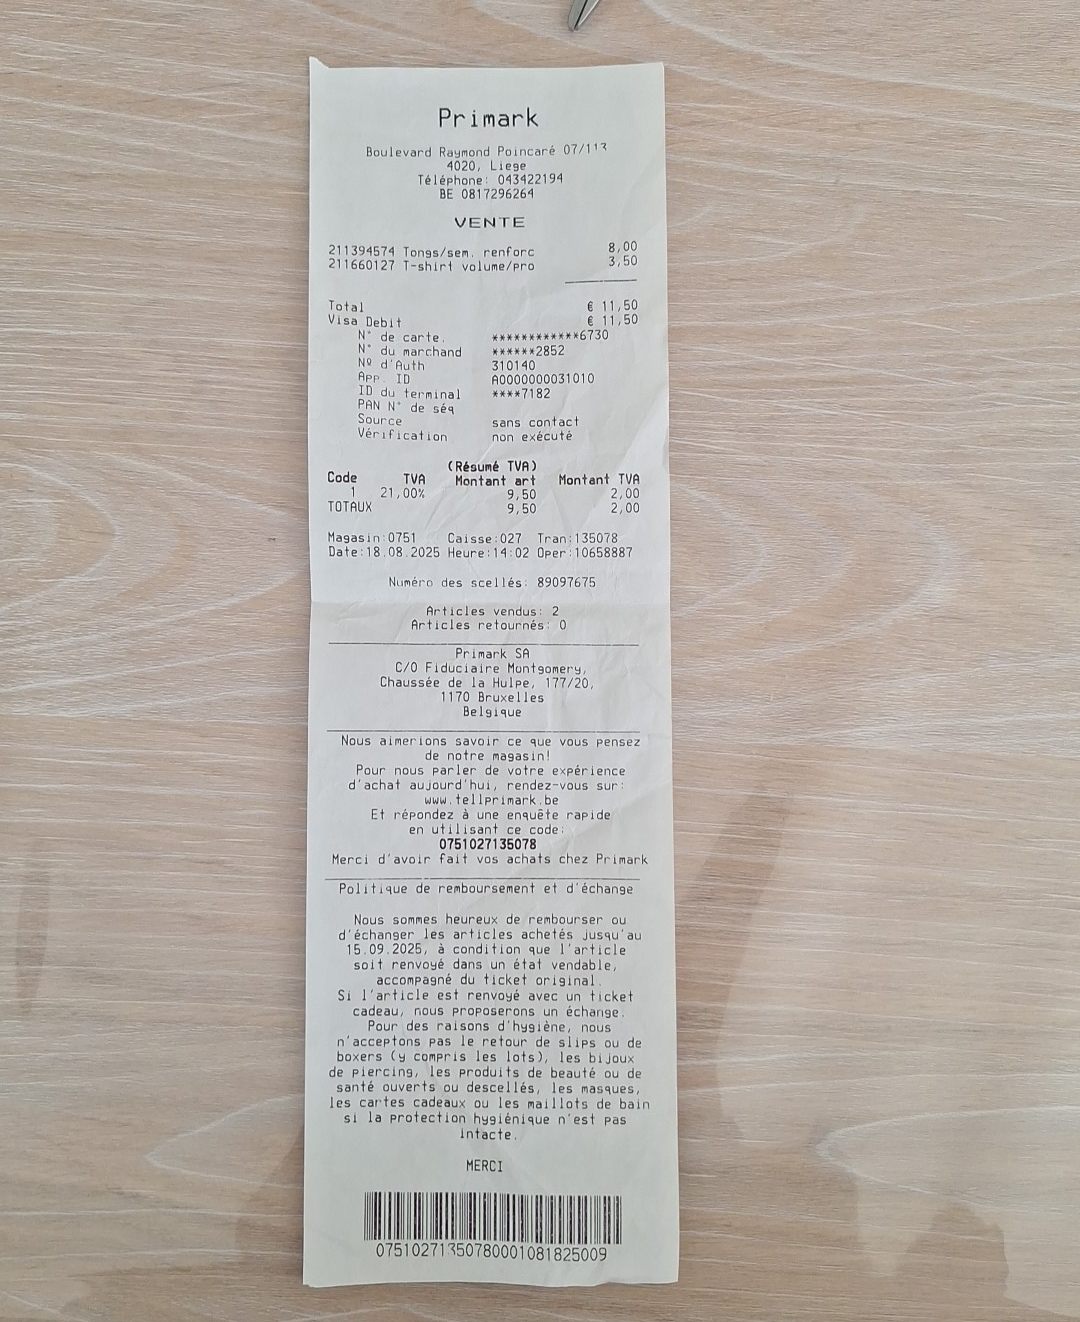 Primark
Boulevard Raymond Poincaré 07/113
4020, Liege
Téléphone: 043422194
BE 0817296264
VENTE
211394574 Tongs/sem. renforc 8,00
211660127 T-shirt volume/pro 3,50
Total € 11,50
Visa Debit € 11,50
N° de carte. ************6730
N° du marchand ******2852
Nº d'Auth 310140
App. ID A0000000031010
ID du terminal ****7182
PAN N° de séq
Source sans contact
Vérification non exécuté
(Résumé TVA)
Code TVA Montant art Montant TVA
1 21,00% 9,50 2,00
TOTAUX 9,50 2,00
Magasin:0751 Caisse:027 Tran:135078
Date:18.08.2025 Heure:14:02 Oper:10658887
Numéro des scellés: 89097675
Articles vendus: 2
Articles retournés: 0
Primark SA
C/O Fiduciaire Montgomery,
Chaussée de la Hulpe, 177/20,
1170 Bruxelles
Belgique
Nous aimerions savoir ce que vous pensez
de notre magasin!
Pour nous parler de votre expérience
d'achat aujourd'hui, rendez-vous sur:
www.tellprimark.be
Et répondez à une enquête rapide
en utilisant ce code:
0751027135078
Merci d'avoir fait vos achats chez Primark
Politique de remboursement et d'échange
Nous sommes heureux de rembourser ou
d'échanger les articles achetés jusqu'au
15.09.2025, à condition que l'article
soit renvoyé dans un état vendable,
accompagné du ticket original.
Si l'article est renvoyé avec un ticket
cadeau, nous proposerons un échange.
Pour des raisons d'hygiène, nous
n'acceptons pas le retour de slips ou de
boxers (y compris les lots), les bijoux
de piercing, les produits de beauté ou de
santé ouverts ou descellés, les masques,
les cartes cadeaux ou les maillots de bain
si la protection hygiénique n'est pas
intacte.
MERCI
07510271350780001081825009